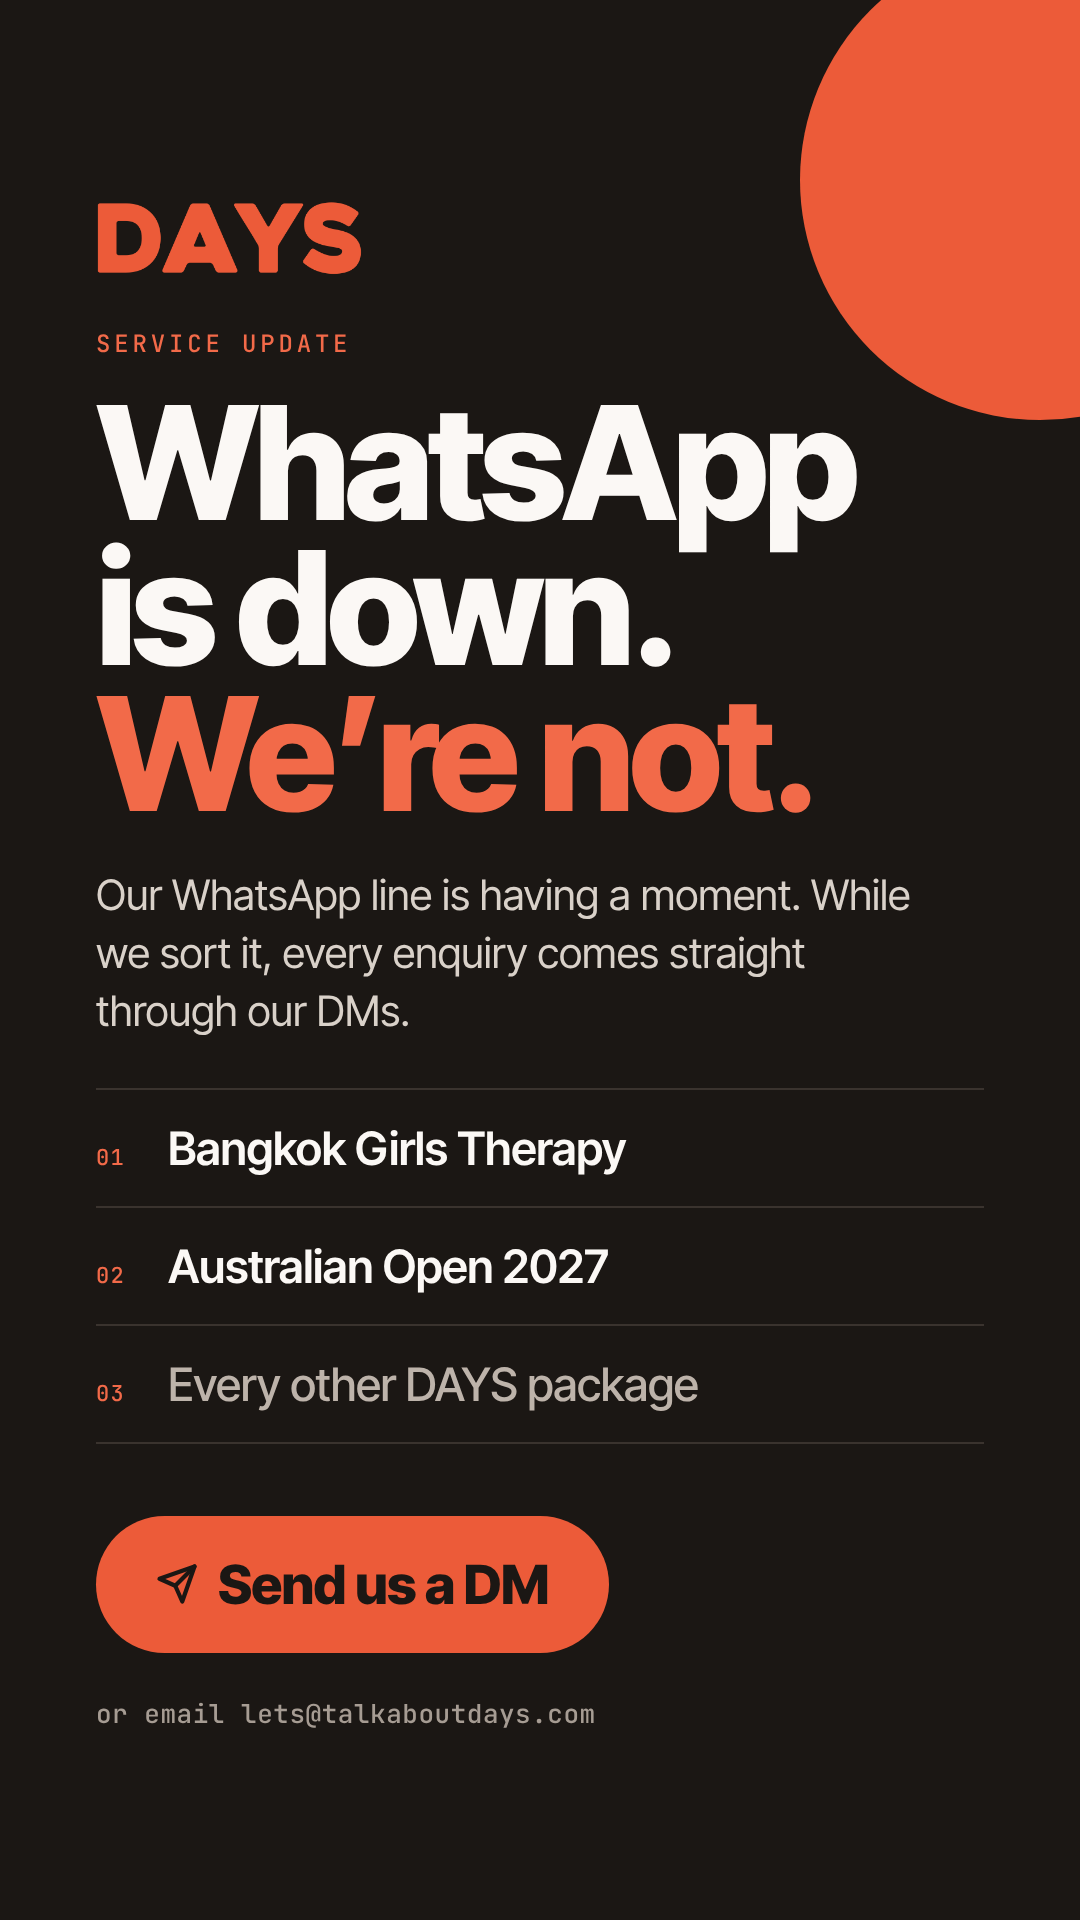 DAYS
SERVICE UPDATE
WhatsApp
is down.
We’re not.
Our WhatsApp line is having a moment. While
we sort it, every enquiry comes straight
through our DMs.
01 Bangkok Girls Therapy
02 Australian Open 2027
03 Every other DAYS package
Send us a DM
or email lets@talkaboutdays.com